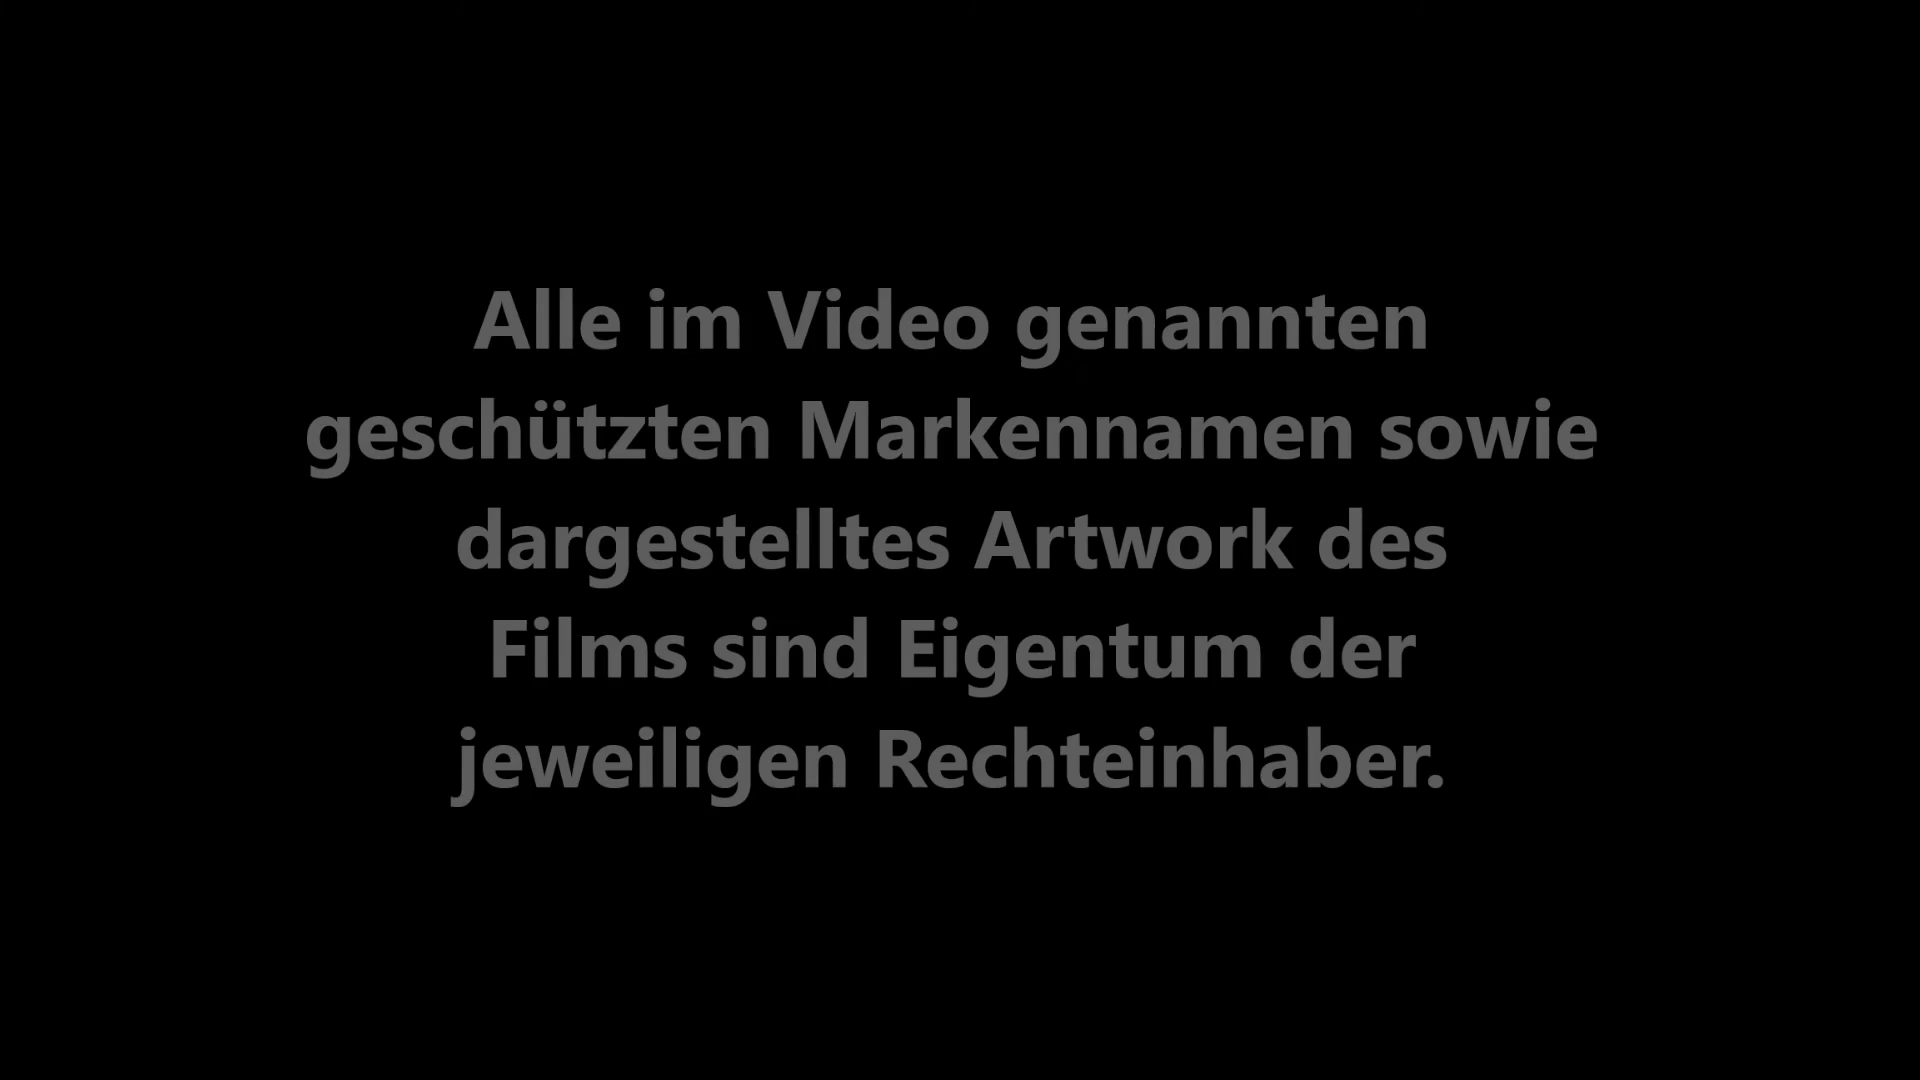 Alle im Video genannten
geschützten Markennamen sowie
dargestelltes Artwork des
Films sind Eigentum der
jeweiligen Rechteinhaber.